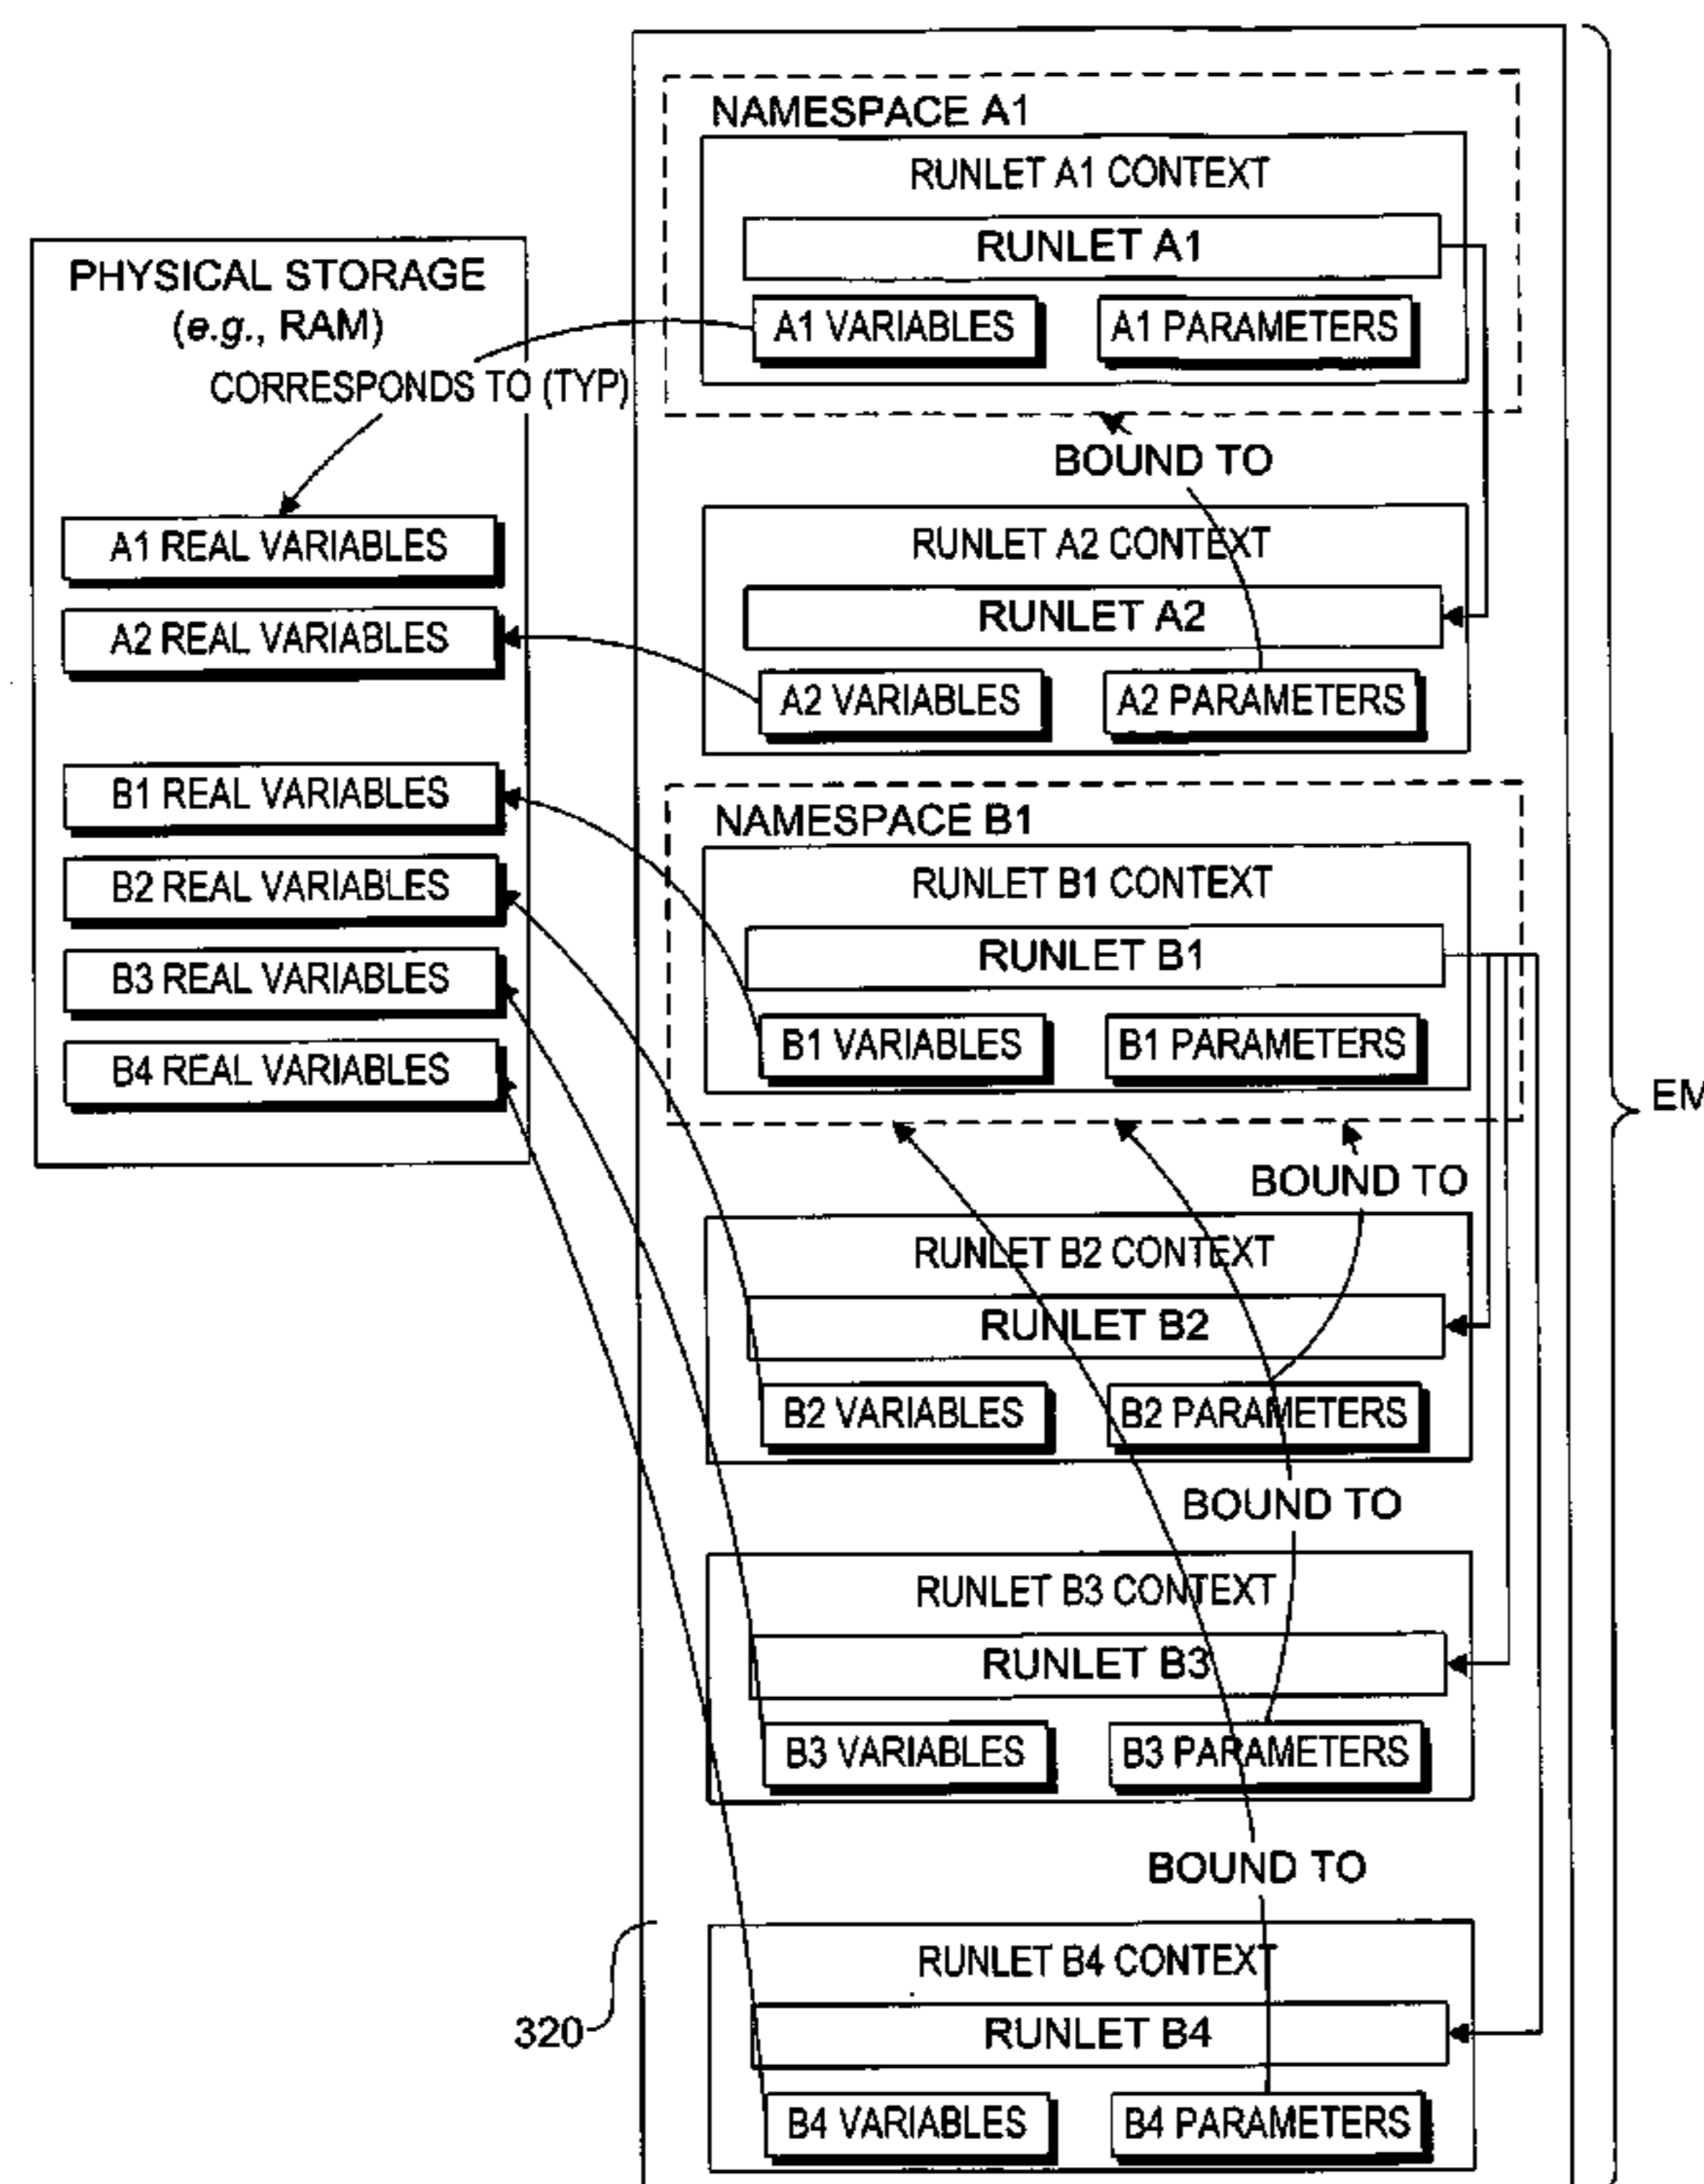 PHYSICAL STORAGE
(e.g., RAM)
CORRESPONDS TO (TYP)
A1 REAL VARIABLES
A2 REAL VARIABLES
B1 REAL VARIABLES
B2 REAL VARIABLES
B3 REAL VARIABLES
B4 REAL VARIABLES
NAMESPACE A1
RUNLET A1 CONTEXT
RUNLET A1
A1 VARIABLES
A1 PARAMETERS
BOUND TO
RUNLET A2 CONTEXT
RUNLET A2
A2 VARIABLES
A2 PARAMETERS
NAMESPACE B1
RUNLET B1 CONTEXT
RUNLET B1
B1 VARIABLES
B1 PARAMETERS
BOUND TO
RUNLET B2 CONTEXT
RUNLET B2
B2 VARIABLES
B2 PARAMETERS
BOUND TO
RUNLET B3 CONTEXT
RUNLET B3
B3 VARIABLES
B3 PARAMETERS
BOUND TO
RUNLET B4 CONTEXT
RUNLET B4
B4 VARIABLES
B4 PARAMETERS
320
EM